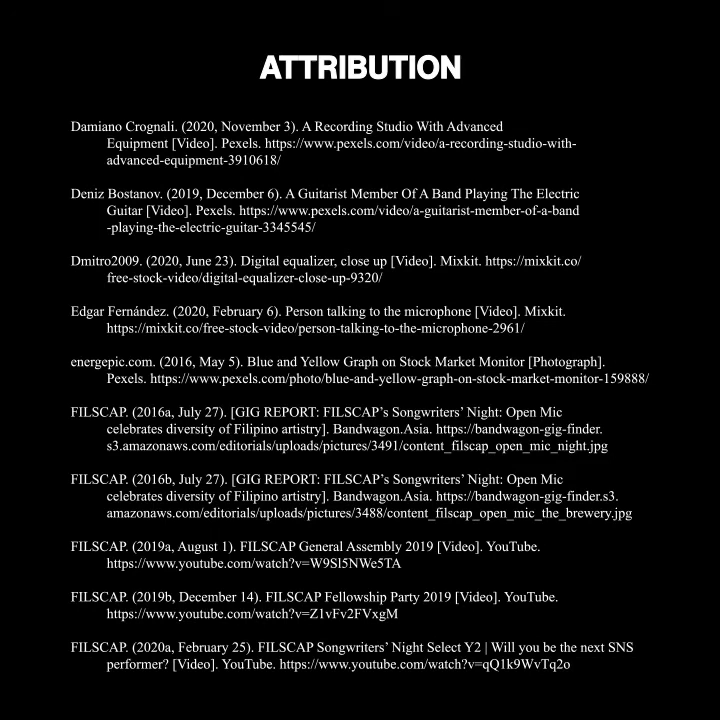 ATTRIBUTION
Damiano Crognali. (2020, November 3). A Recording Studio With Advanced
Equipment [Video]. Pexels. https://www.pexels.com/video/a-recording-studio-with-
advanced-equipment-3910618/
Deniz Bostanov. (2019, December 6). A Guitarist Member Of A Band Playing The Electric
Guitar [Video]. Pexels. https://www.pexels.com/video/a-guitarist-member-of-a-band
-playing-the-electric-guitar-3345545/
Dmitro2009. (2020, June 23). Digital equalizer, close up [Video]. Mixkit. https://mixkit.co/
free-stock-video/digital-equalizer-close-up-9320/
Edgar Fernández. (2020, February 6). Person talking to the microphone [Video]. Mixkit.
https://mixkit.co/free-stock-video/person-talking-to-the-microphone-2961/
energepic.com. (2016, May 5). Blue and Yellow Graph on Stock Market Monitor [Photograph].
Pexels. https://www.pexels.com/photo/blue-and-yellow-graph-on-stock-market-monitor-159888/
FILSCAP. (2016a, July 27). [GIG REPORT: FILSCAP’s Songwriters’ Night: Open Mic
celebrates diversity of Filipino artistry]. Bandwagon.Asia. https://bandwagon-gig-finder.
s3.amazonaws.com/editorials/uploads/pictures/3491/content_filscap_open_mic_night.jpg
FILSCAP. (2016b, July 27). [GIG REPORT: FILSCAP’s Songwriters’ Night: Open Mic
celebrates diversity of Filipino artistry]. Bandwagon.Asia. https://bandwagon-gig-finder.s3.
amazonaws.com/editorials/uploads/pictures/3488/content_filscap_open_mic_the_brewery.jpg
FILSCAP. (2019a, August 1). FILSCAP General Assembly 2019 [Video]. YouTube.
https://www.youtube.com/watch?v=W9Sl5NWe5TA
FILSCAP. (2019b, December 14). FILSCAP Fellowship Party 2019 [Video]. YouTube.
https://www.youtube.com/watch?v=Z1vFv2FVxgM
FILSCAP. (2020a, February 25). FILSCAP Songwriters’ Night Select Y2 | Will you be the next SNS
performer? [Video]. YouTube. https://www.youtube.com/watch?v=qQ1k9WvTq2o